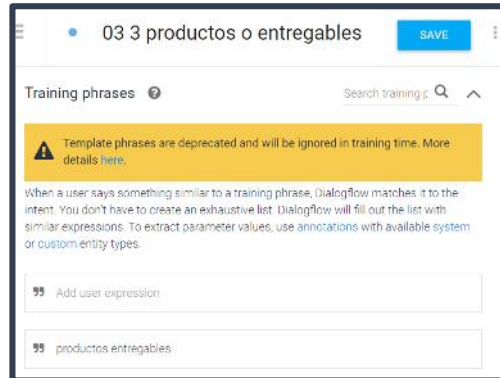 03 3 productos o entregables
SAVE
Training phrases
Search training p
Template phrases are deprecated and will be ignored in training time. More
details here.
When a user says something similar to a training phrase, Dialogflow matches it to the
intent. You don't have to create an exhaustive list. Dialogflow will fill out the list with
similar expressions. To extract parameter values, use annotations with available system
or custom entity types.
Add user expression
productos entregables